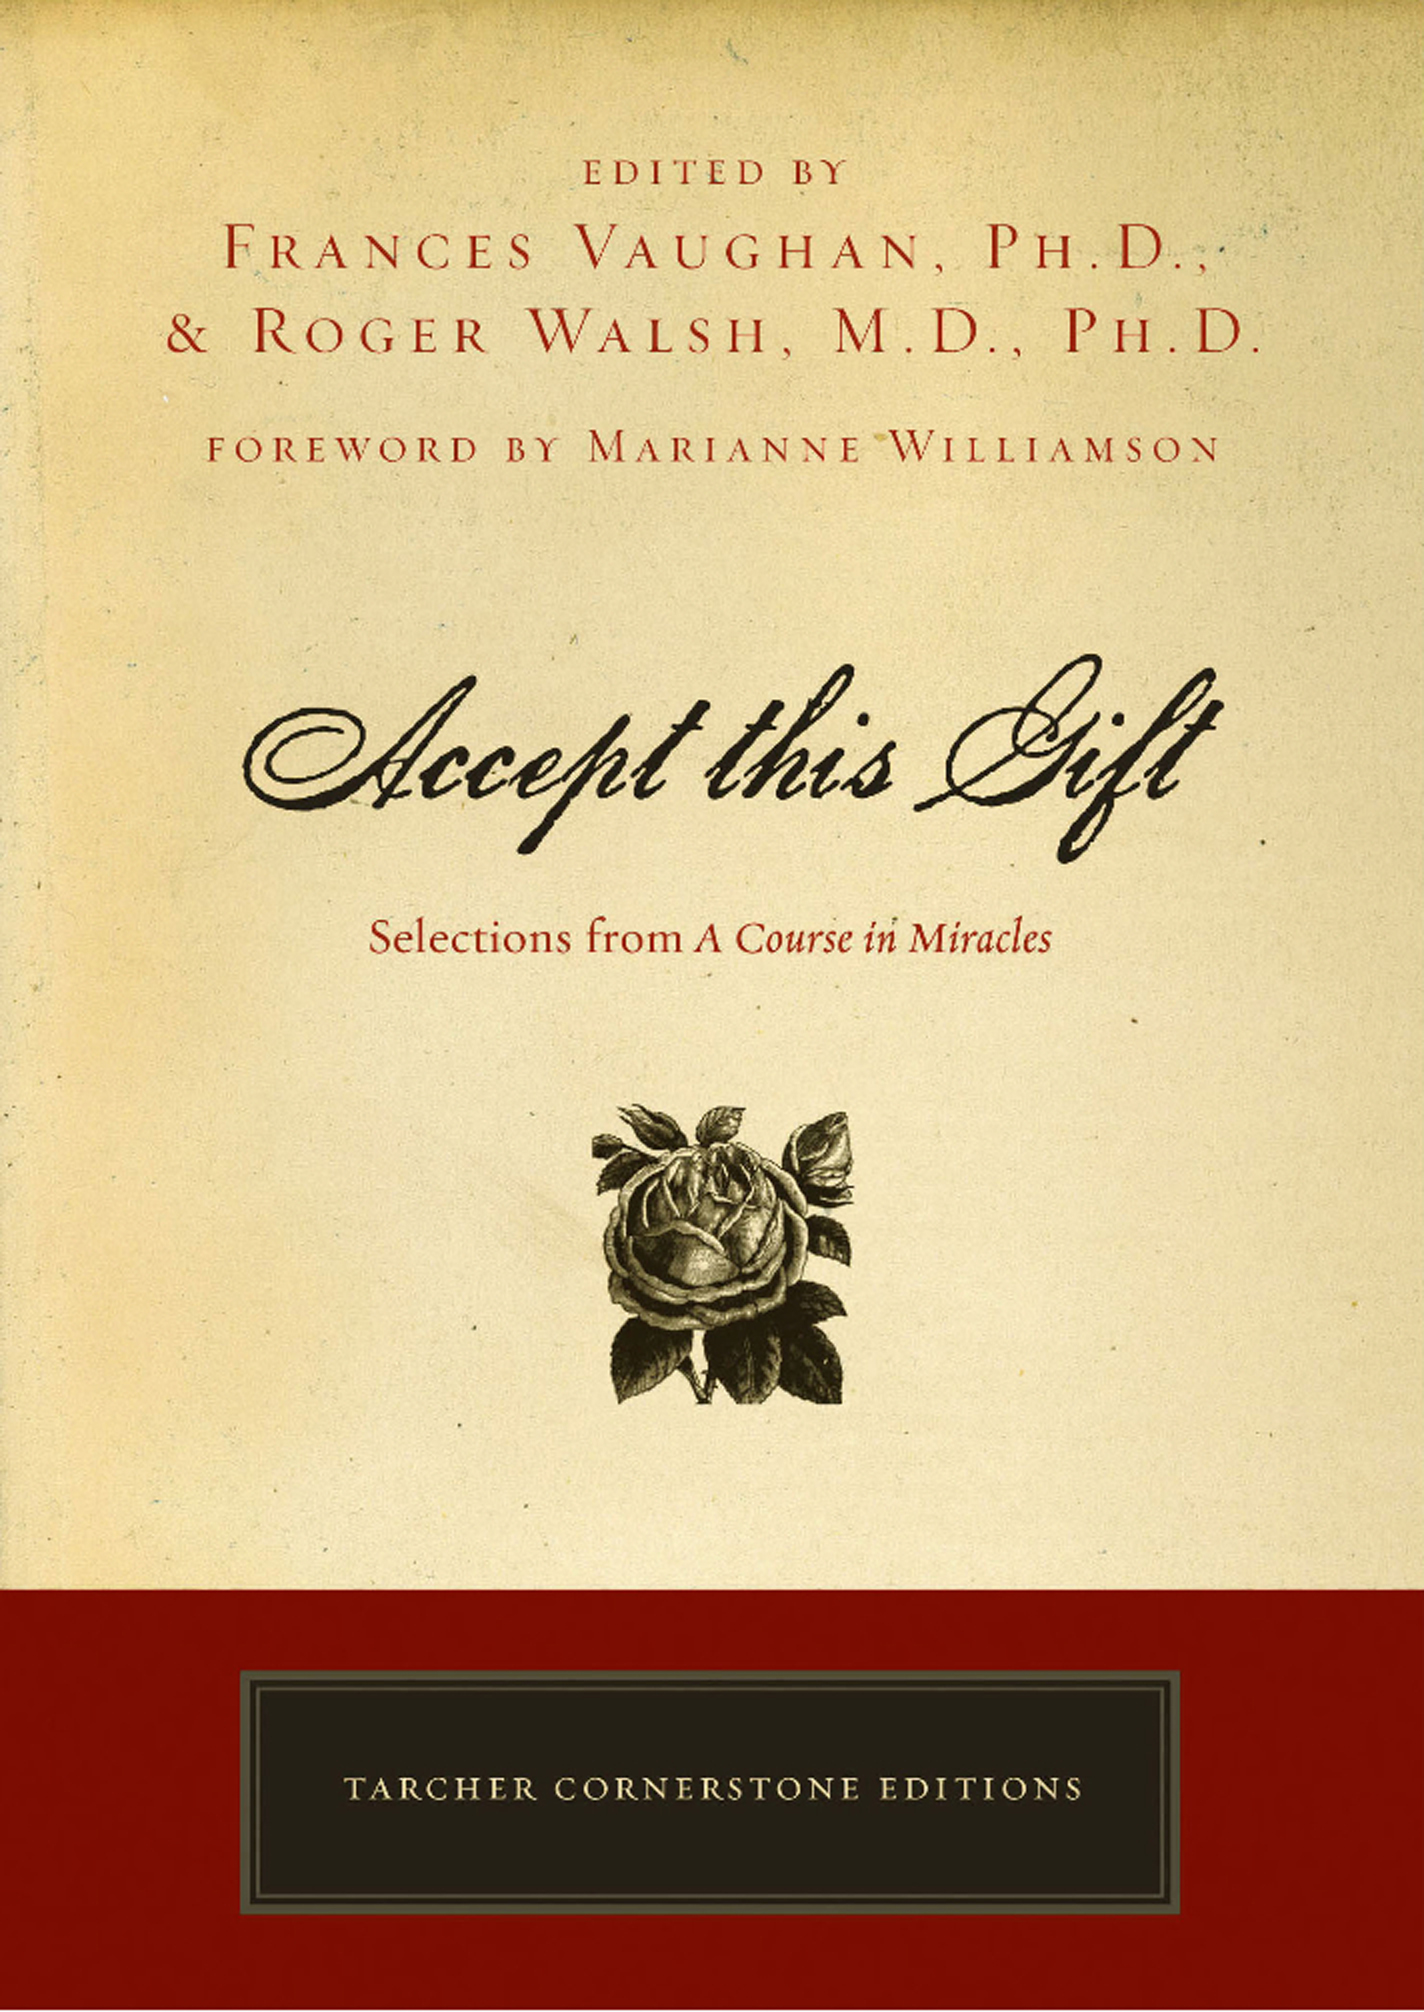 EDITED BY
FRANCES VAUGHAN, PH.D.,
& ROGER WALSH, M.D., PH.D.
FOREWORD BY MARIANNE WILLIAMSON
Accept this Gift
Selections from A Course in Miracles
TARCHER CORNERSTONE EDITIONS